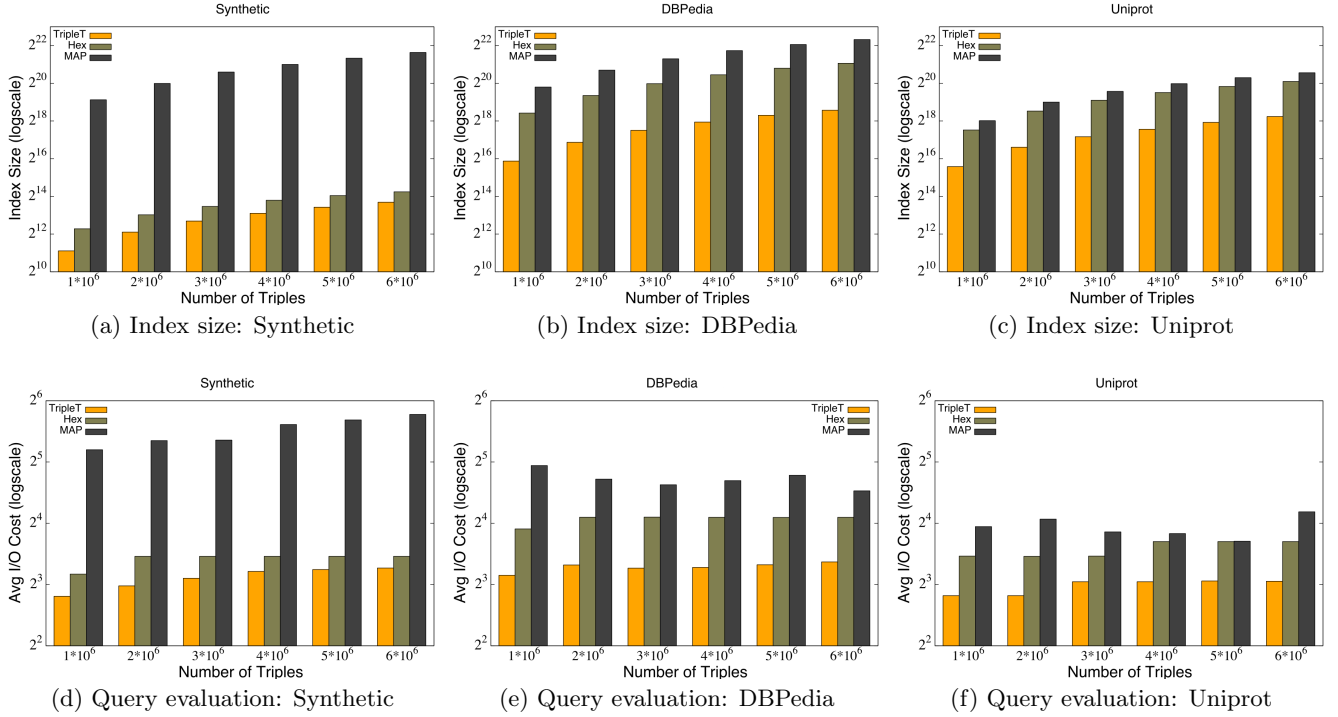 Synthetic
TripleT
Hex
MAP
2^22
2^20
2^18
2^16
2^14
2^12
2^10
Index Size (logscale)
1*10^6 2*10^6 3*10^6 4*10^6 5*10^6 6*10^6
Number of Triples
(a) Index size: Synthetic
DBPedia
TripleT
Hex
MAP
2^22
2^20
2^18
2^16
2^14
2^12
2^10
Index Size (logscale)
1*10^6 2*10^6 3*10^6 4*10^6 5*10^6 6*10^6
Number of Triples
(b) Index size: DBPedia
Uniprot
TripleT
Hex
MAP
2^22
2^20
2^18
2^16
2^14
2^12
2^10
Index Size (logscale)
1*10^6 2*10^6 3*10^6 4*10^6 5*10^6 6*10^6
Number of Triples
(c) Index size: Uniprot
Synthetic
TripleT
Hex
MAP
2^6
2^5
2^4
2^3
2^2
Avg I/O Cost (logscale)
1*10^6 2*10^6 3*10^6 4*10^6 5*10^6 6*10^6
Number of Triples
(d) Query evaluation: Synthetic
DBPedia
TripleT
Hex
MAP
2^6
2^5
2^4
2^3
2^2
Avg I/O Cost (logscale)
1*10^6 2*10^6 3*10^6 4*10^6 5*10^6 6*10^6
Number of Triples
(e) Query evaluation: DBPedia
Uniprot
TripleT
Hex
MAP
2^6
2^5
2^4
2^3
2^2
Avg I/O Cost (logscale)
1*10^6 2*10^6 3*10^6 4*10^6 5*10^6 6*10^6
Number of Triples
(f) Query evaluation: Uniprot